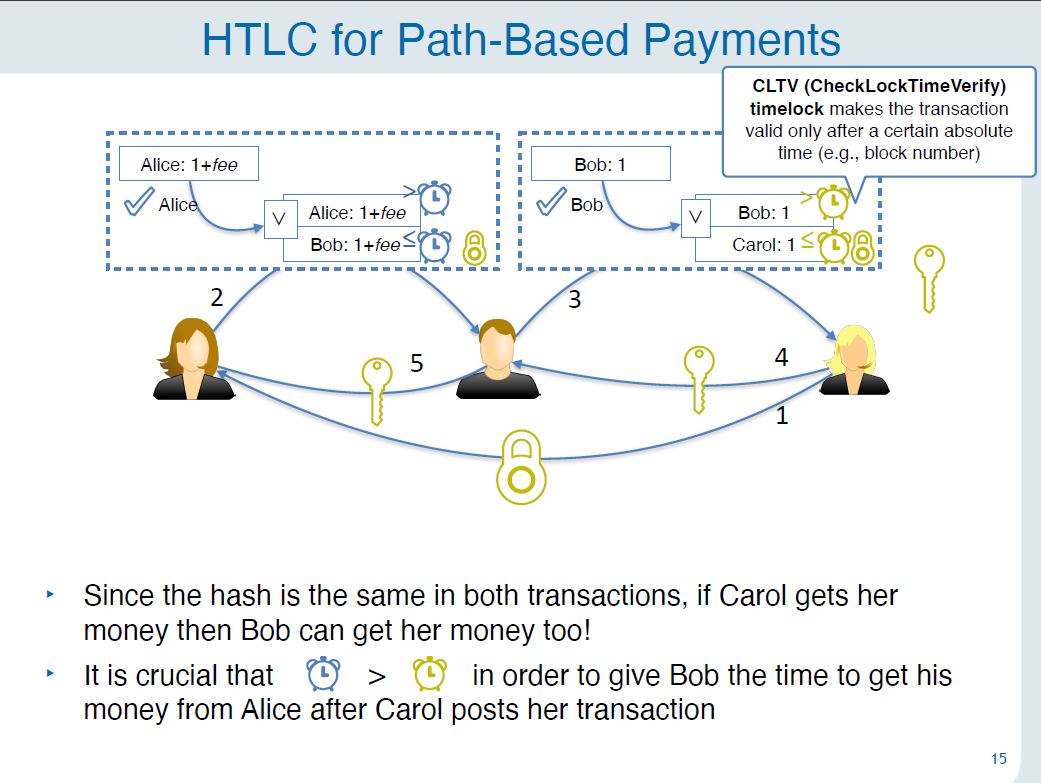 HTLC for Path-Based Payments
CLTV (CheckLockTimeVerify)
timelock makes the transaction
valid only after a certain absolute
time (e.g., block number)
Alice: 1+fee
Alice
V
Alice: 1+fee >
Bob: 1+fee ≤
Bob: 1
Bob
V
Bob: 1 >
Carol: 1 ≤
2
3
5
4
1
‣ Since the hash is the same in both transactions, if Carol gets her
money then Bob can get her money too!
‣ It is crucial that > in order to give Bob the time to get his
money from Alice after Carol posts her transaction
15